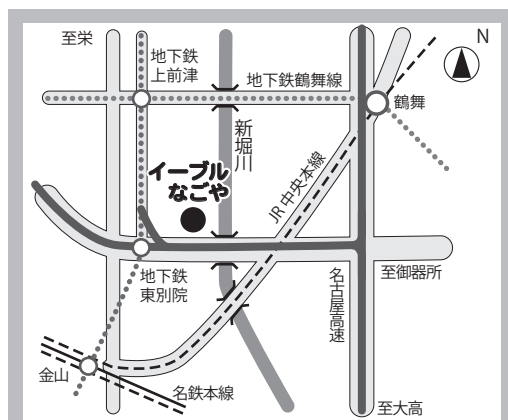 至栄
地下鉄
上前津
地下鉄鶴舞線
N
鶴舞
新堀川
イーブル
なごや
JR中央本線
地下鉄
東別院
名古屋高速
至御器所
金山
名鉄本線
至大高